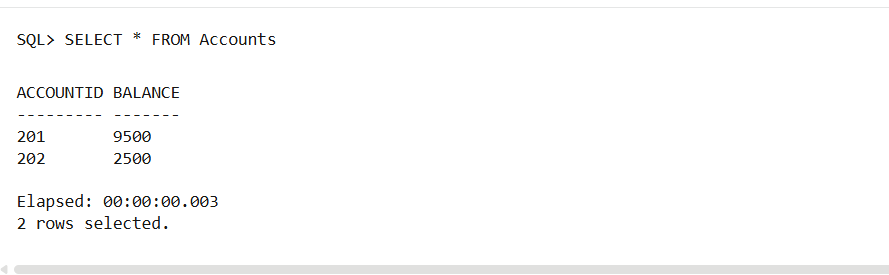 SQL> SELECT * FROM Accounts
ACCOUNTID BALANCE
--------- -------
201       9500
202       2500
Elapsed: 00:00:00.003
2 rows selected.